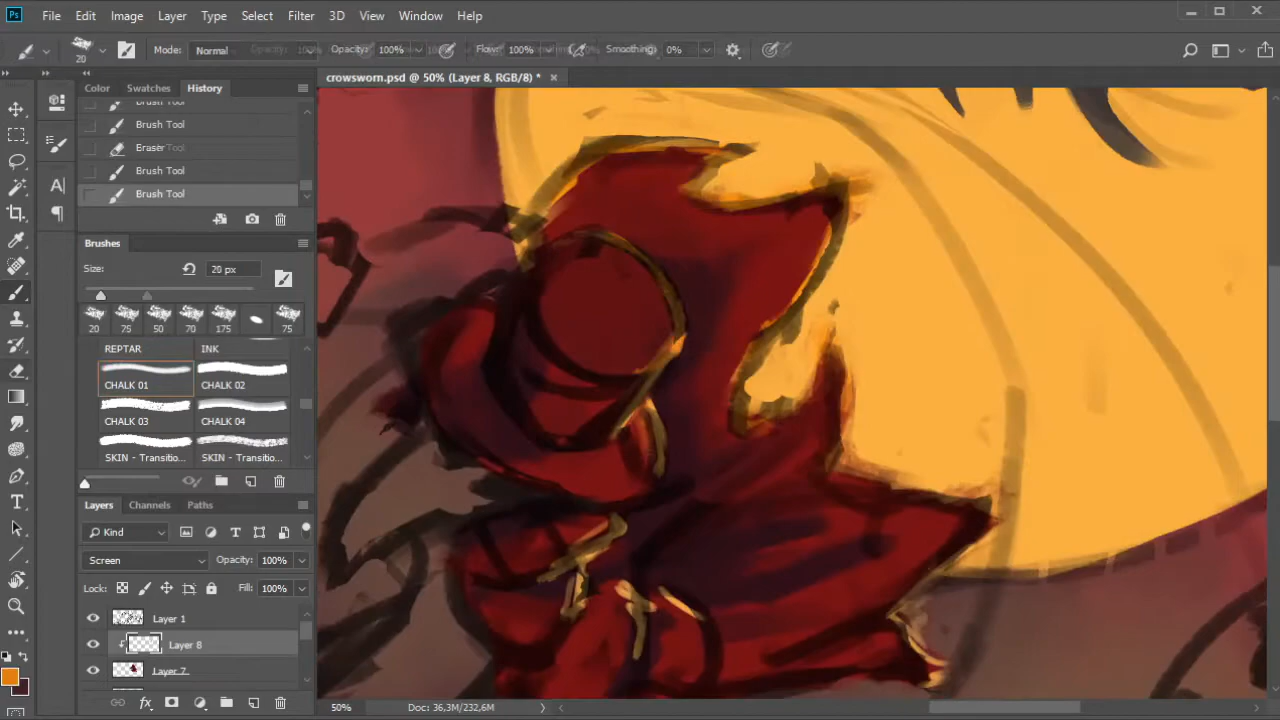 Ps File Edit Image Layer Type Select Filter 3D View Window Help
20 Mode: Normal Opacity: 100% Flow: 100% Smoothing: 0%
Color Swatches History
crowsworn.psd @ 50% (Layer 8, RGB/8) *
Brush Tool
Brush Tool
Eraser Tool
Brush Tool
Brush Tool
Brushes
Size: 20 px
20 75 50 70 175 75
REPTAR INK
CHALK 01 CHALK 02
CHALK 03 CHALK 04
SKIN - Transitio... SKIN - Transitio...
Layers Channels Paths
Kind
Screen Opacity: 100%
Lock: Fill: 100%
Layer 1
Layer 8
Layer 7
fx
50% Doc: 36,3M/232,6M